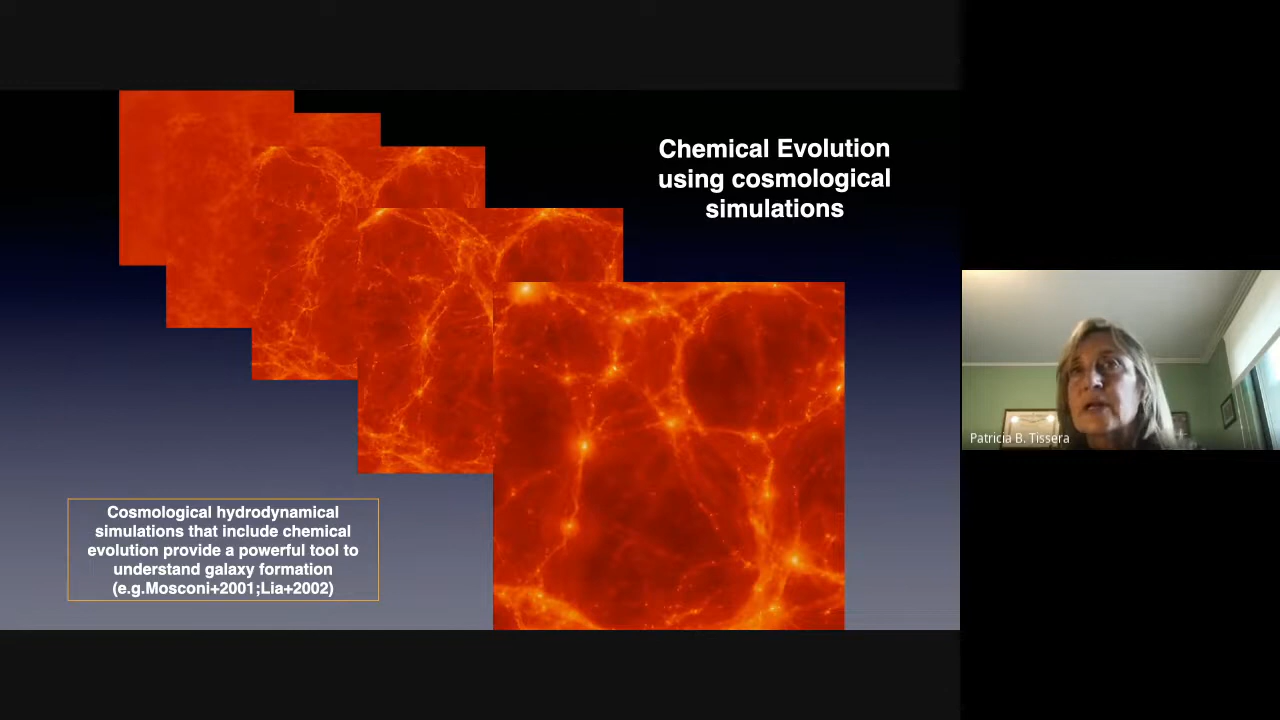 Chemical Evolution
using cosmological
simulations
Cosmological hydrodynamical
simulations that include chemical
evolution provide a powerful tool to
understand galaxy formation
(e.g.Mosconi+2001;Lia+2002)
Patricia B. Tissera